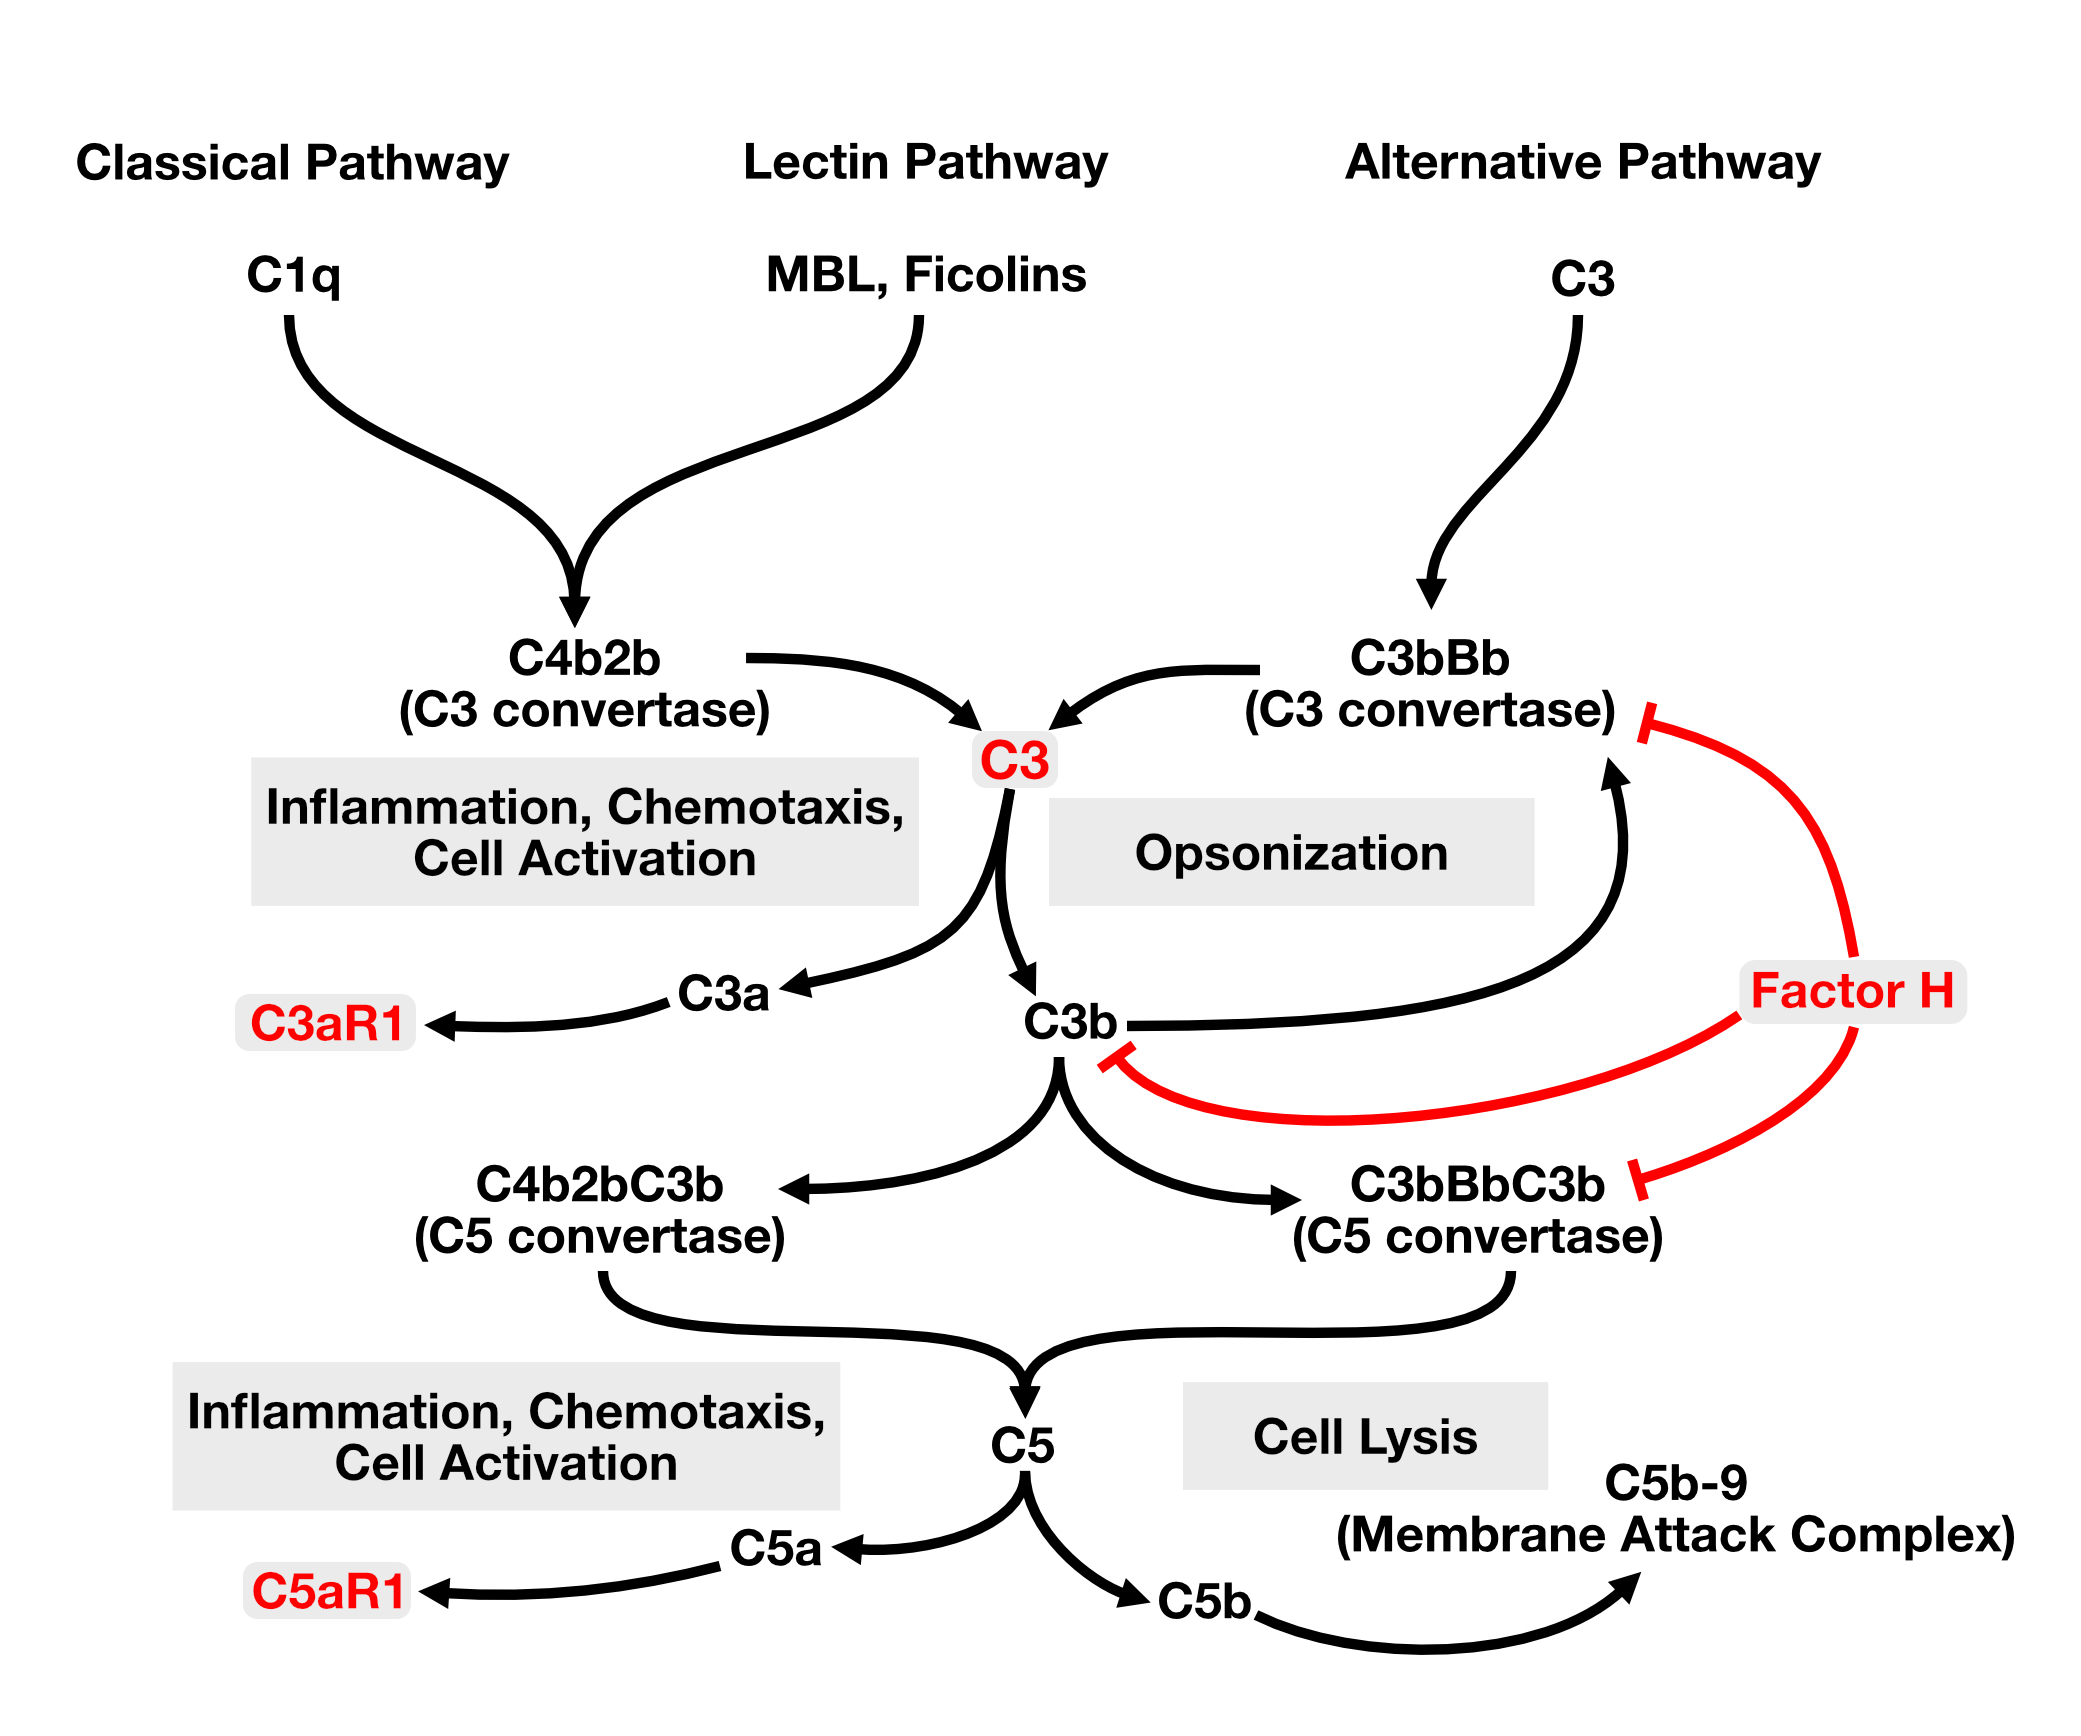 Classical Pathway
Lectin Pathway
Alternative Pathway
C1q
MBL, Ficolins
C3
C4b2b
(C3 convertase)
C3bBb
(C3 convertase)
C3
Inflammation, Chemotaxis,
Cell Activation
Opsonization
C3aR1
C3a
C3b
Factor H
C4b2bC3b
(C5 convertase)
C3bBbC3b
(C5 convertase)
Inflammation, Chemotaxis,
Cell Activation
C5
Cell Lysis
C5b-9
(Membrane Attack Complex)
C5aR1
C5a
C5b